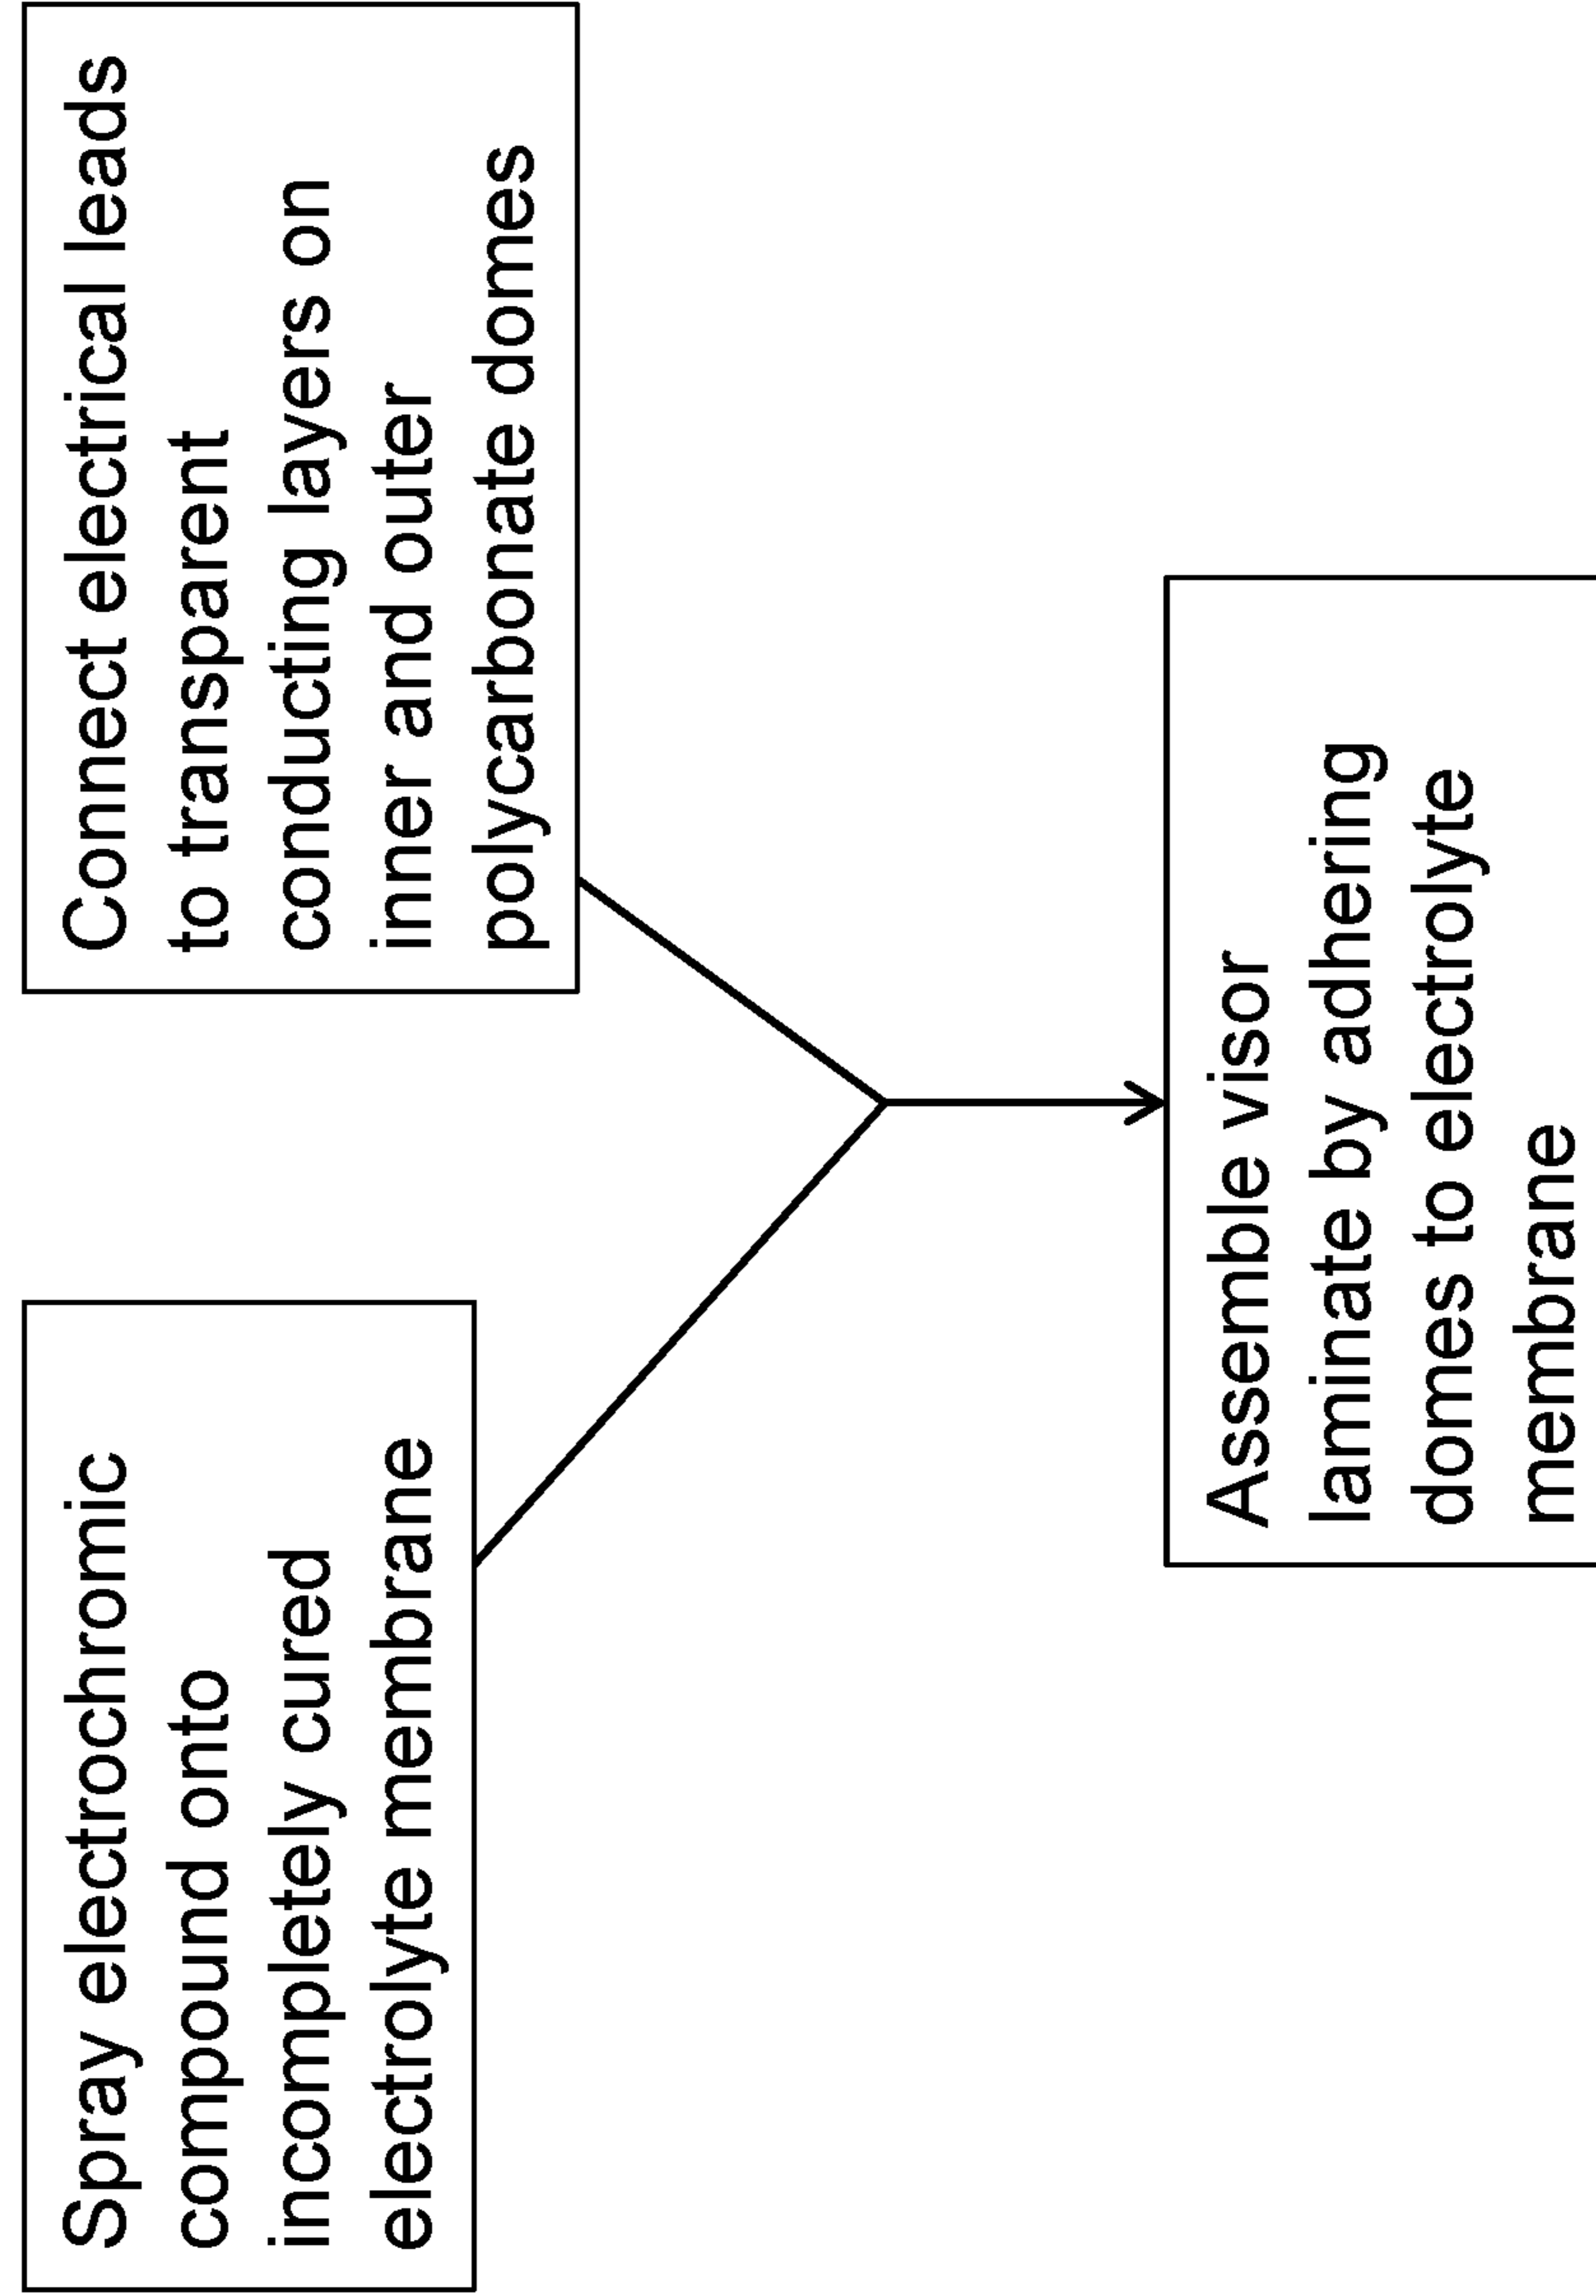 Spray electrochromic
compound onto
incompletely cured
electrolyte membrane
Connect electrical leads
to transparent
conducting layers on
inner and outer
polycarbonate domes
Assemble visor
laminate by adhering
domes to electrolyte
membrane